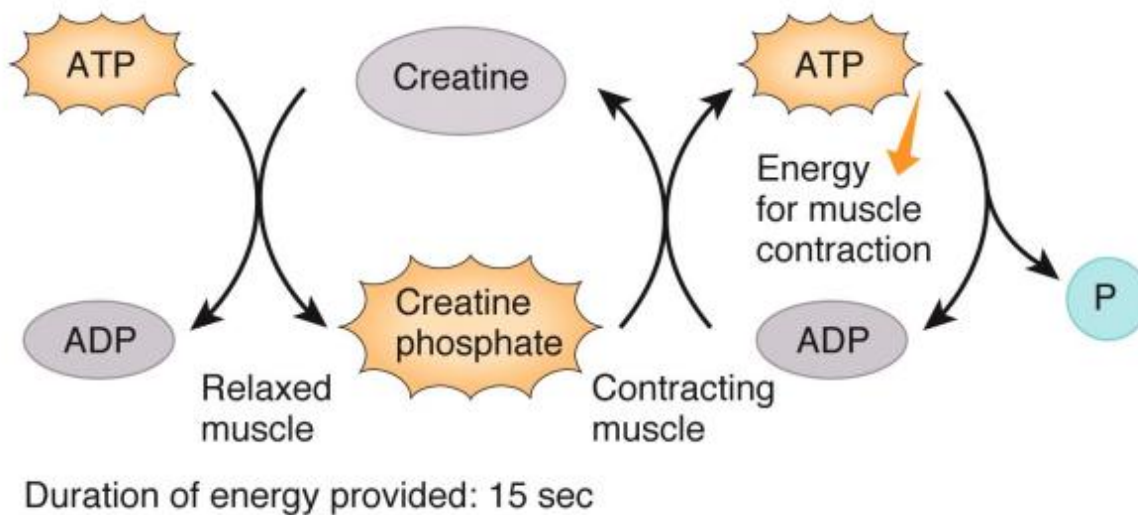 ATP
Creatine
ATP
Energy
for muscle
contraction
P
ADP
Creatine
phosphate
ADP
Relaxed
muscle
Contracting
muscle
Duration of energy provided: 15 sec